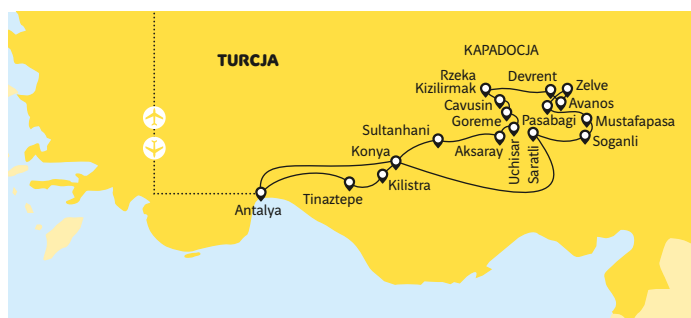 KAPADOCJA
TURCJA
Rzeka
Kizilirmak
Devrent
Zelve
Cavusin
Avanos
Goreme
Pasabagi
Mustafapasa
Sultanhani
Soganli
Aksaray
Uchisar
Saratli
Konya
Kilistra
Tinaztepe
Antalya